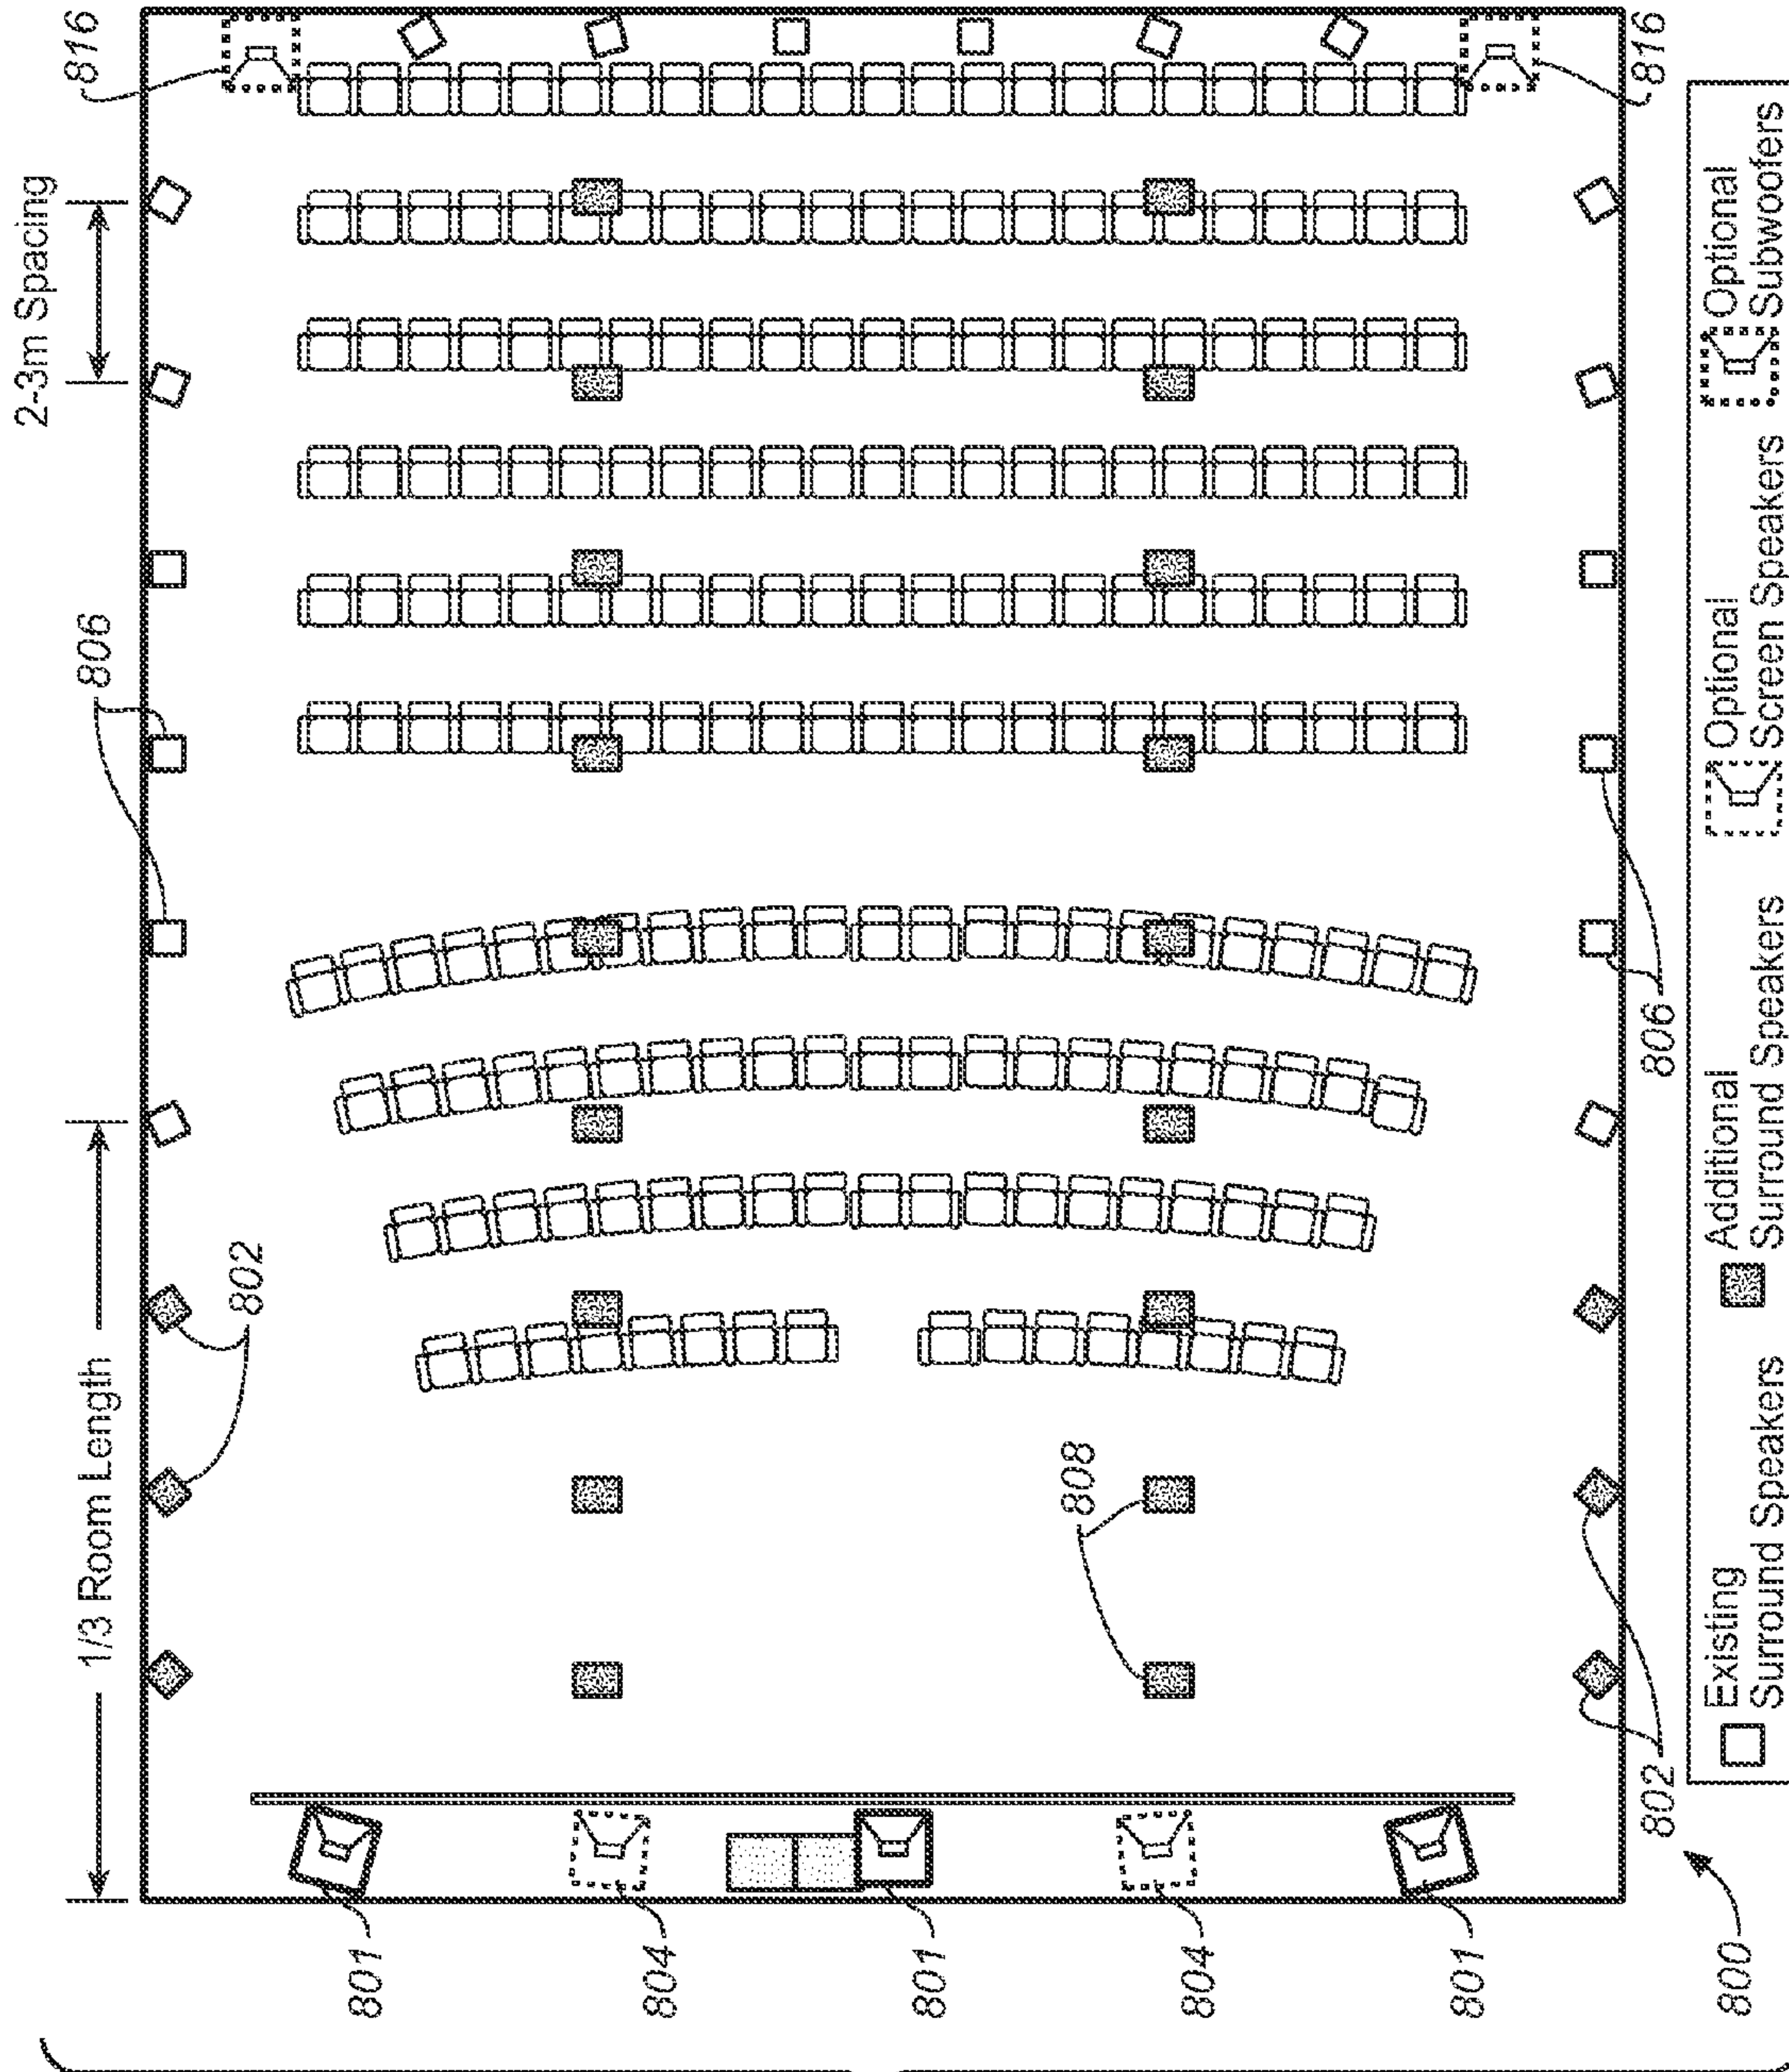 2-3m Spacing
1/3 Room Length
816
806
802
801
804
801
804
801
808
816
806
802
800
Existing
Surround Speakers
Additional
Surround Speakers
Optional
Screen Speakers
Optional
Subwoofers